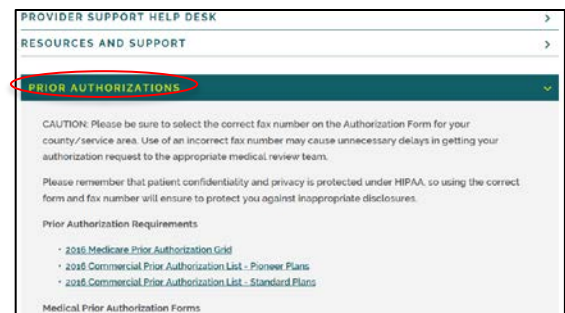 PROVIDER SUPPORT HELP DESK
RESOURCES AND SUPPORT
PRIOR AUTHORIZATIONS
CAUTION: Please be sure to select the correct fax number on the Authorization Form for your
county/service area. Use of an incorrect fax number may cause unnecessary delays in getting your
authorization request to the appropriate medical review team.
Please remember that patient confidentiality and privacy is protected under HIPAA, so using the correct
form and fax number will ensure to protect you against inappropriate disclosures.
Prior Authorization Requirements
• 2016 Medicare Prior Authorization Grid
• 2016 Commercial Prior Authorization List - Pioneer Plans
• 2016 Commercial Prior Authorization List - Standard Plans
Medical Prior Authorization Forms